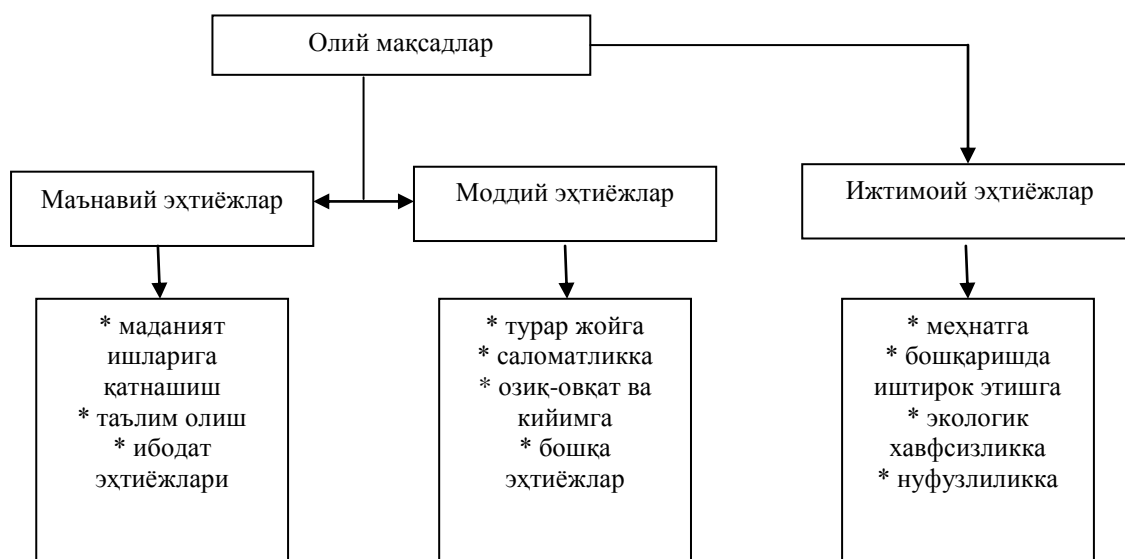 Олий мақсадлар
Маънавий эҳтиёжлар
Моддий эҳтиёжлар
Ижтимоий эҳтиёжлар
* маданият
ишларига
қатнашиш
* таълим олиш
* ибодат
эҳтиёжлари
* турар жойга
* саломатликка
* озиқ-овқат ва
кийимга
* бошқа
эҳтиёжлар
* меҳнатга
* бошқаришда
иштирок этишга
* экологик
хавфсизликка
* нуфузлиликка